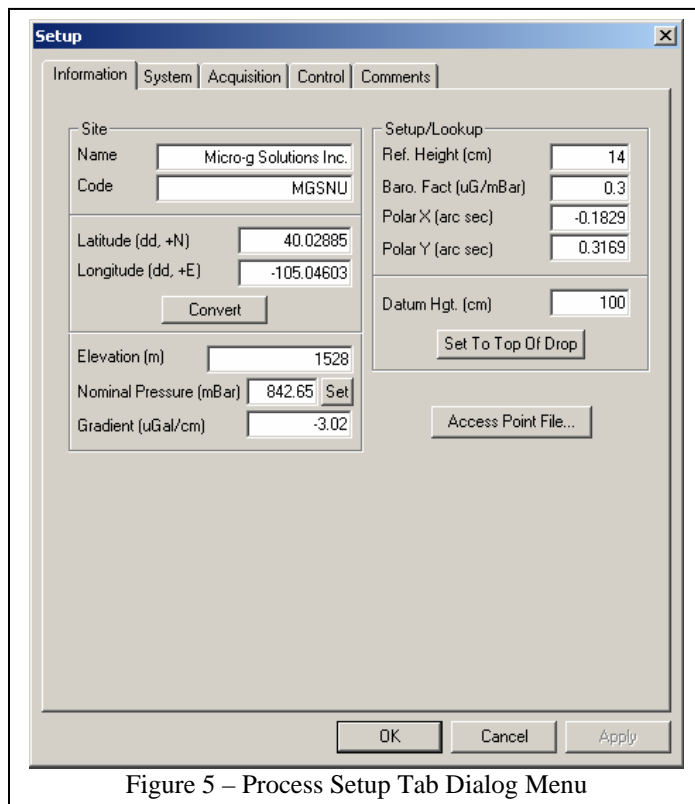 Setup
Information System Acquisition Control Comments
Site
Name Micro-g Solutions Inc.
Code MGSNU
Latitude (dd, +N) 40.02885
Longitude (dd, +E) -105.04603
Convert
Elevation (m) 1528
Nominal Pressure (mBar) 842.65 Set
Gradient (uGal/cm) -3.02
Setup/Lookup
Ref. Height (cm) 14
Baro. Fact (uG/mBar) 0.3
Polar X (arc sec) -0.1829
Polar Y (arc sec) 0.3169
Datum Hgt. (cm) 100
Set To Top Of Drop
Access Point File...
OK Cancel Apply
Figure 5 – Process Setup Tab Dialog Menu